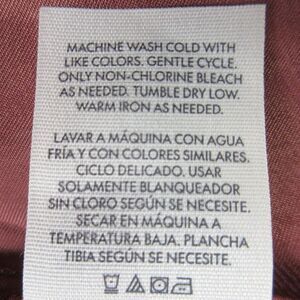 MACHINE WASH COLD WITH
LIKE COLORS. GENTLE CYCLE.
ONLY NON-CHLORINE BLEACH
AS NEEDED. TUMBLE DRY LOW.
WARM IRON AS NEEDED.
LAVAR A MÁQUINA CON AGUA
FRÍA Y CON COLORES SIMILARES.
CICLO DELICADO. USAR
SOLAMENTE BLANQUEADOR
SIN CLORO SEGÚN SE NECESITE.
SECAR EN MÁQUINA A
TEMPERATURA BAJA. PLANCHA
TIBIA SEGÚN SE NECESITE.